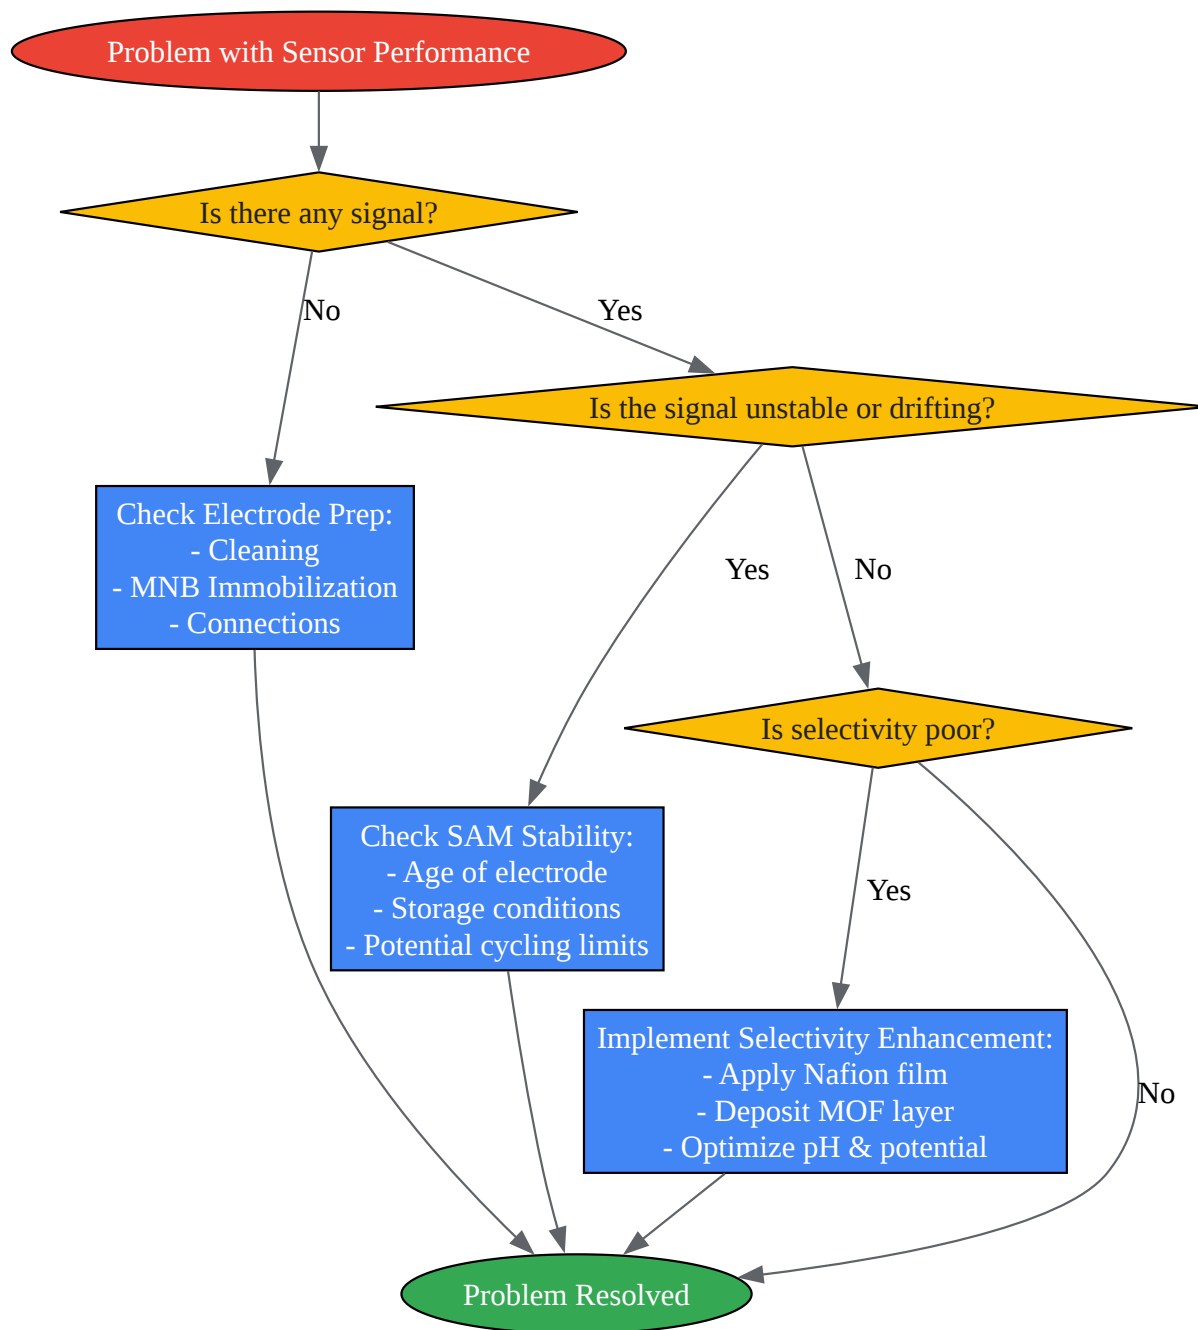 Problem with Sensor Performance
Is there any signal?
No
Yes
Is the signal unstable or drifting?
Check Electrode Prep:
- Cleaning
- MNB Immobilization
- Connections
Yes
No
Is selectivity poor?
Check SAM Stability:
- Age of electrode
- Storage conditions
- Potential cycling limits
Yes
Implement Selectivity Enhancement:
- Apply Nafion film
- Deposit MOF layer
- Optimize pH & potential
No
Problem Resolved